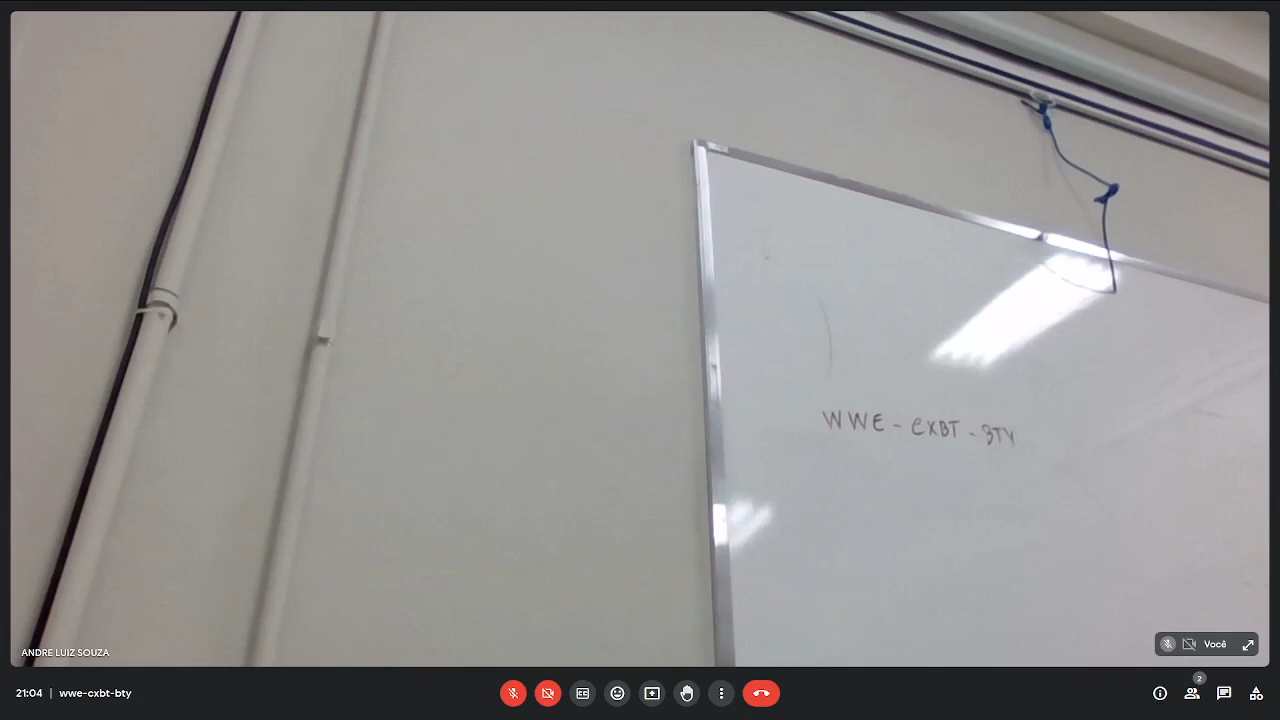 WWE - CXBT - BTY
ANDRE LUIZ SOUZA
Você
21:04 | wwe-cxbt-bty
2